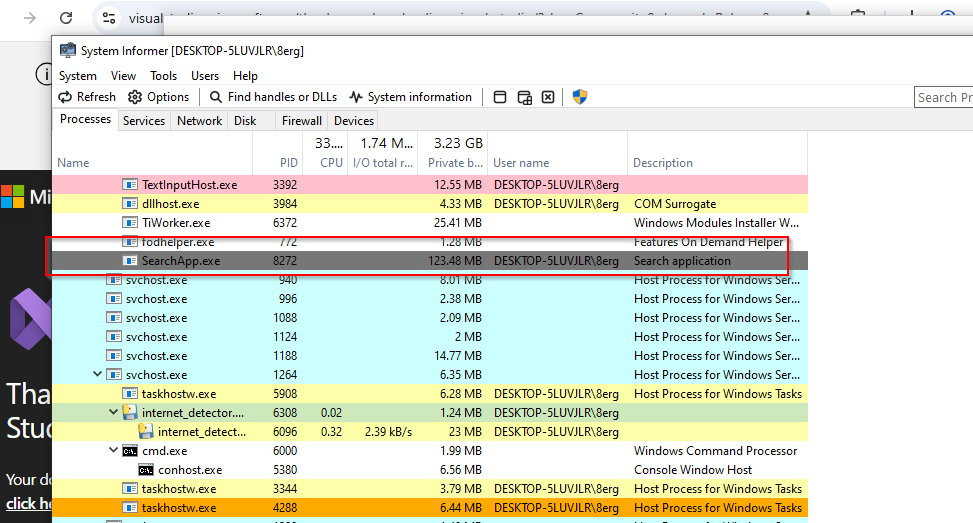 visual
System Informer [DESKTOP-5LUVJLR\8erg]
System View Tools Users Help
Refresh Options Find handles or DLLs System information
Search Pr
Processes Services Network Disk Firewall Devices
33.... 1.74 M... 3.23 GB
Name PID CPU I/O total r... Private b... User name Description
TextInputHost.exe 3392 12.55 MB DESKTOP-5LUVJLR\8erg
dllhost.exe 3984 4.33 MB DESKTOP-5LUVJLR\8erg COM Surrogate
TiWorker.exe 6372 25.41 MB Windows Modules Installer W...
fodhelper.exe 772 1.28 MB Features On Demand Helper
SearchApp.exe 8272 123.48 MB DESKTOP-5LUVJLR\8erg Search application
svchost.exe 940 8.01 MB Host Process for Windows Ser...
svchost.exe 996 2.38 MB Host Process for Windows Ser...
svchost.exe 1088 2.09 MB Host Process for Windows Ser...
svchost.exe 1124 2 MB Host Process for Windows Ser...
svchost.exe 1188 14.77 MB Host Process for Windows Ser...
svchost.exe 1264 6.35 MB Host Process for Windows Ser...
taskhostw.exe 5908 6.28 MB DESKTOP-5LUVJLR\8erg Host Process for Windows Tasks
internet_detector.... 6308 0.02 1.24 MB DESKTOP-5LUVJLR\8erg
internet_detect... 6096 0.32 2.39 kB/s 23 MB DESKTOP-5LUVJLR\8erg
cmd.exe 6000 1.99 MB Windows Command Processor
conhost.exe 5380 6.56 MB Console Window Host
taskhostw.exe 3344 3.79 MB DESKTOP-5LUVJLR\8erg Host Process for Windows Tasks
taskhostw.exe 4288 6.44 MB DESKTOP-5LUVJLR\8erg Host Process for Windows Tasks
Mi
Tha
Stu
Your do
click he